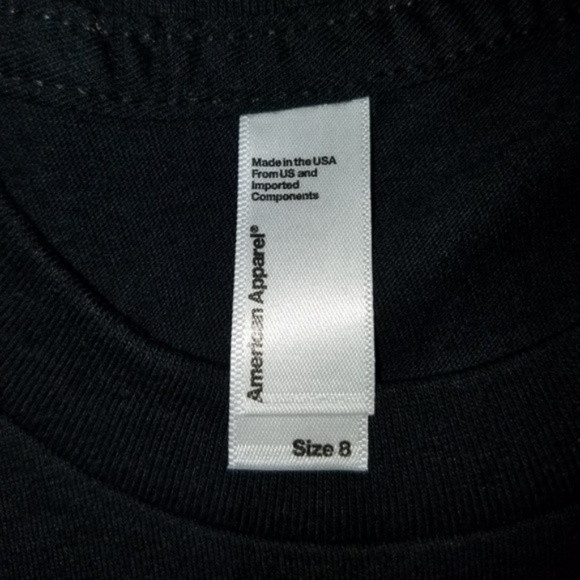 Made in the USA
From US and
Imported
Components
American Apparel®
Size 8